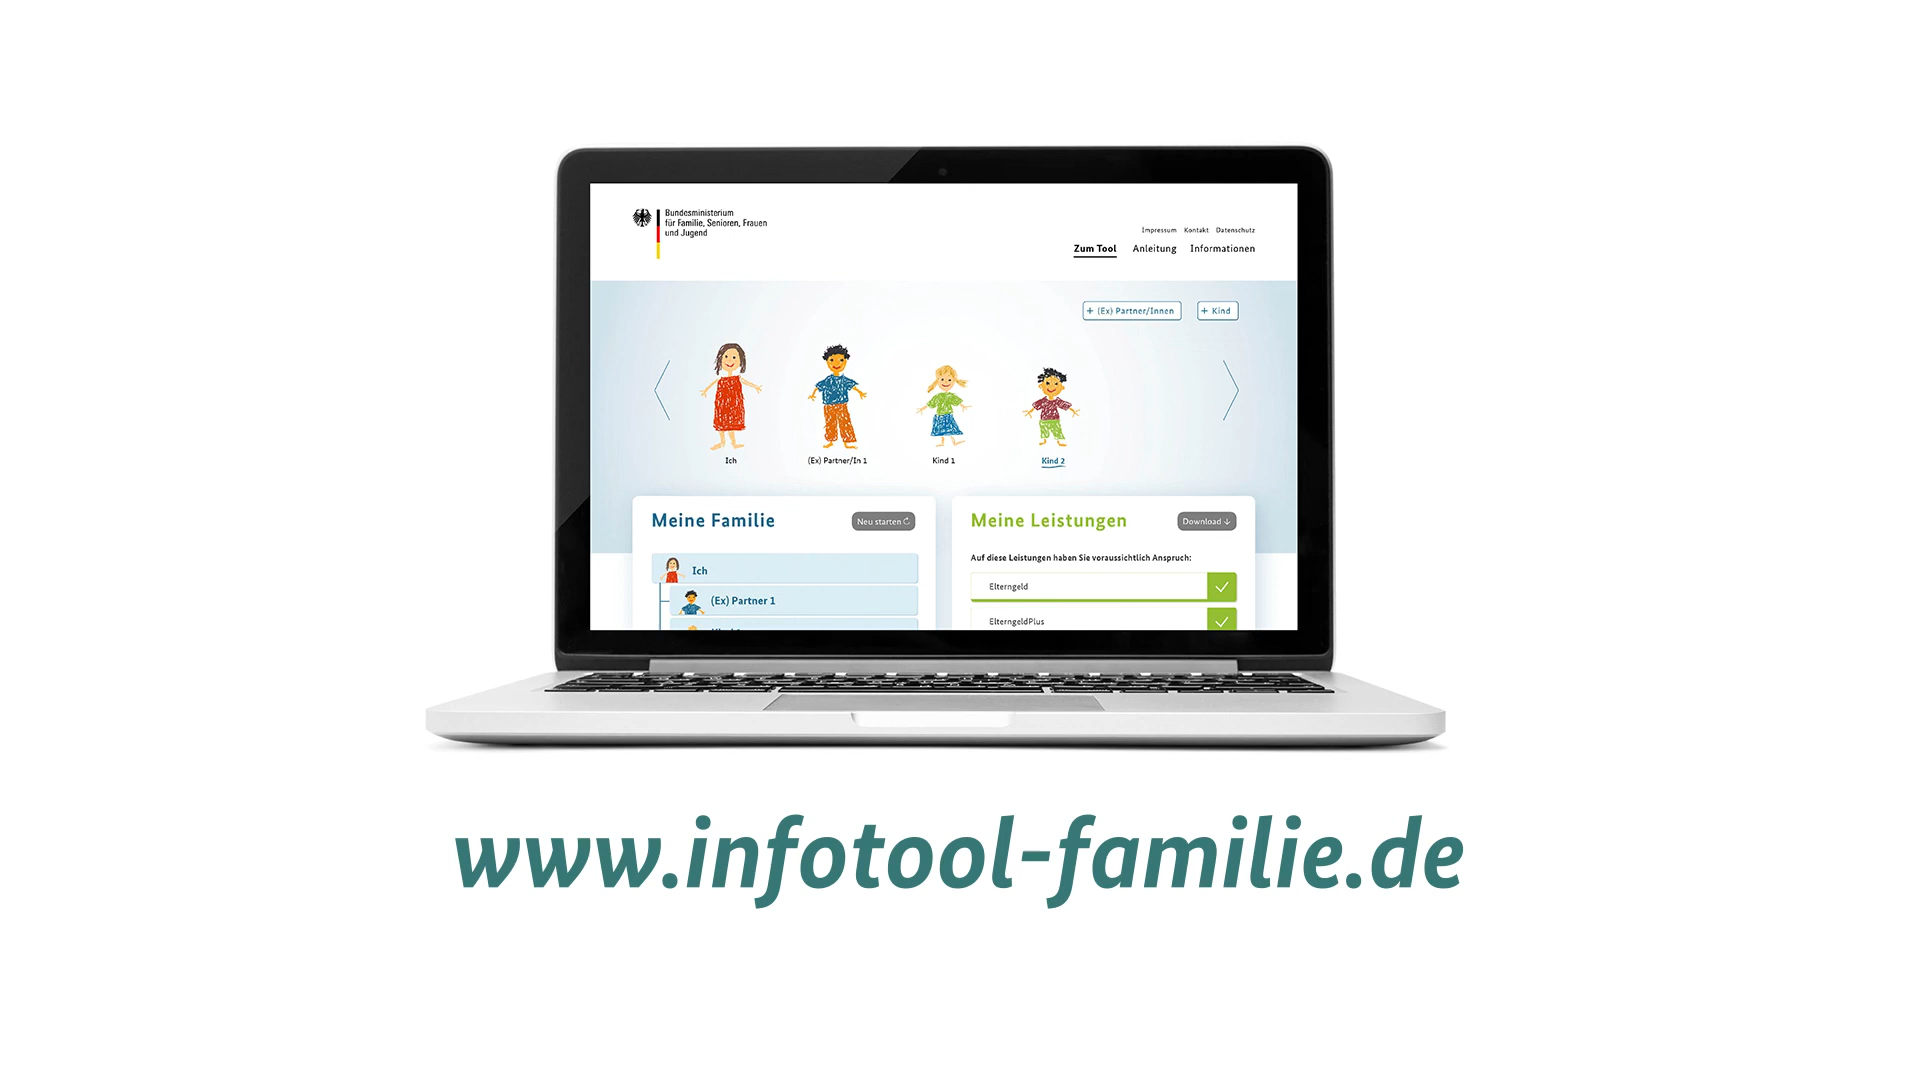 Bundesministerium
für Familie, Senioren, Frauen
und Jugend
Impressum Kontakt Datenschutz
Zum Tool Anleitung Informationen
+ (Ex) Partner/Innen + Kind
Ich (Ex) Partner/In 1 Kind 1 Kind 2
Meine Familie Neu starten
Meine Leistungen Download
Auf diese Leistungen haben Sie voraussichtlich Anspruch:
Ich
Elterngeld
(Ex) Partner 1
ElterngeldPlus
www.infotool-familie.de